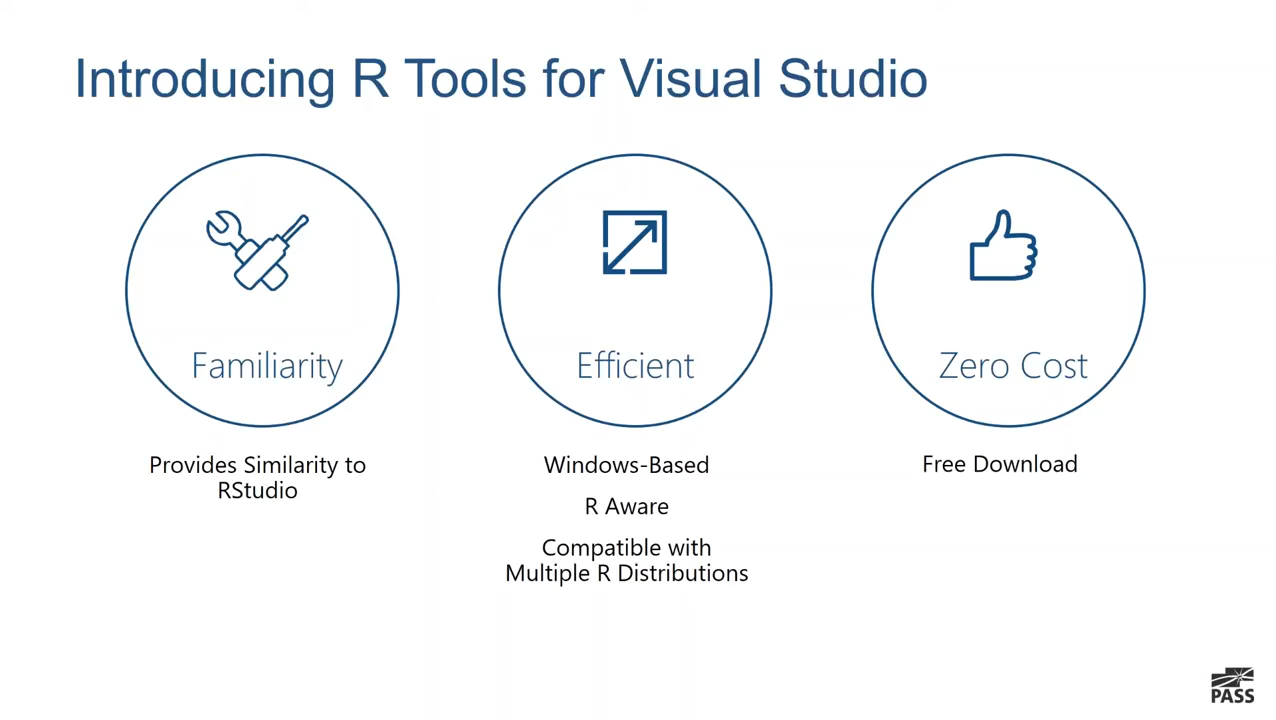 Introducing R Tools for Visual Studio
Familiarity
Provides Similarity to
RStudio
Efficient
Windows-Based
R Aware
Compatible with
Multiple R Distributions
Zero Cost
Free Download
PASS